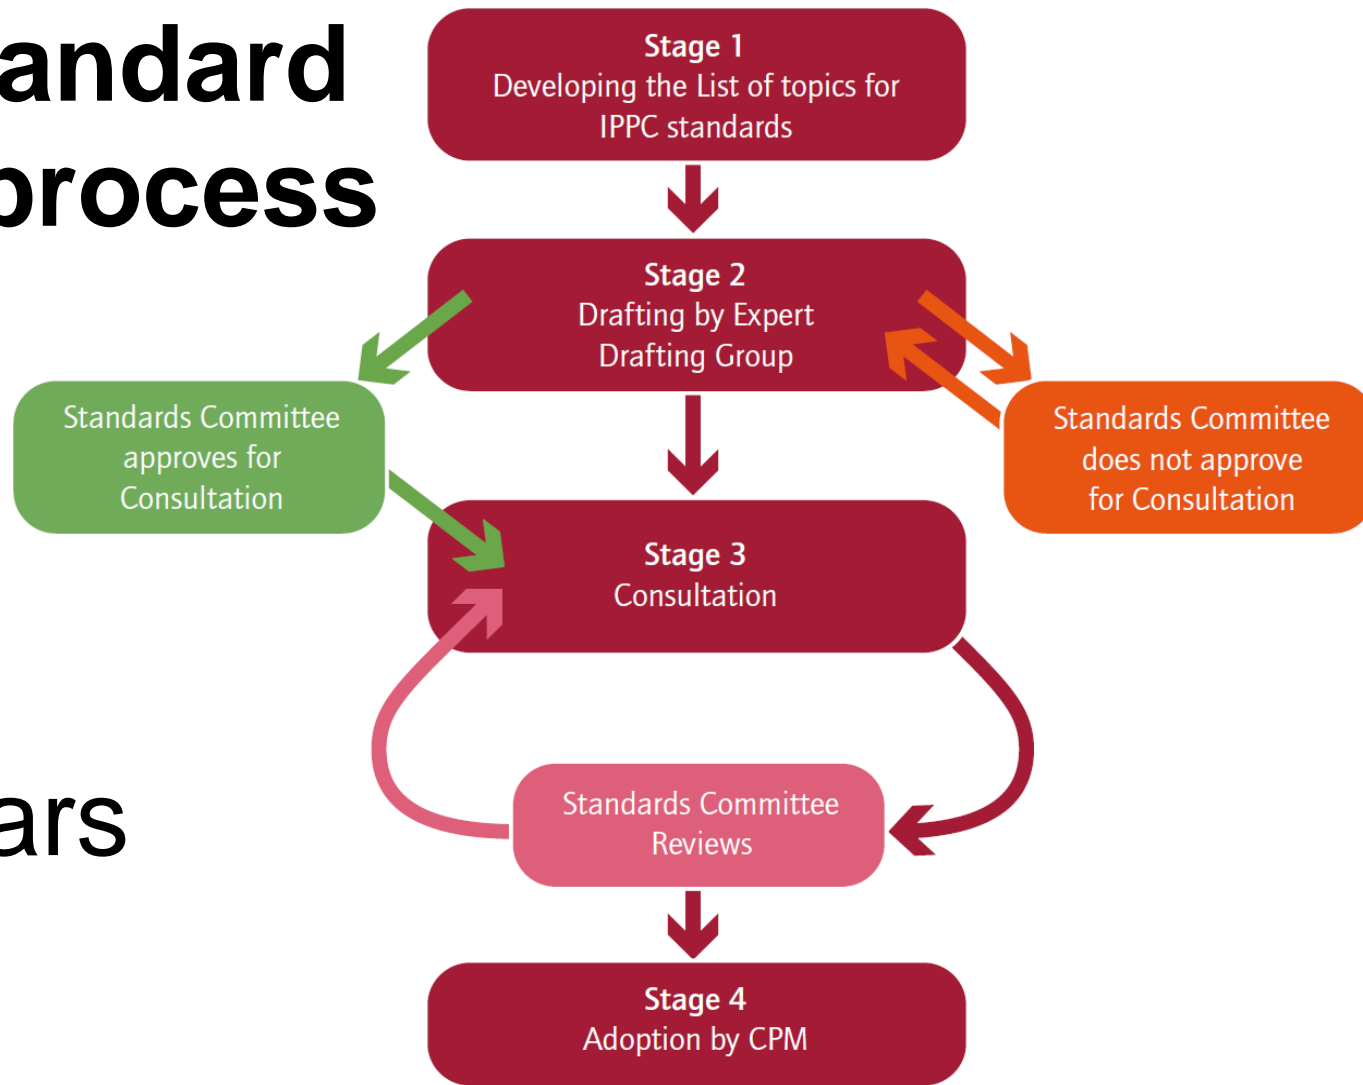 andard
process
Stage 1
Developing the List of topics for
IPPC standards
Stage 2
Drafting by Expert
Drafting Group
Standards Committee
approves for
Consultation
Standards Committee
does not approve
for Consultation
Stage 3
Consultation
ars
Standards Committee
Reviews
Stage 4
Adoption by CPM